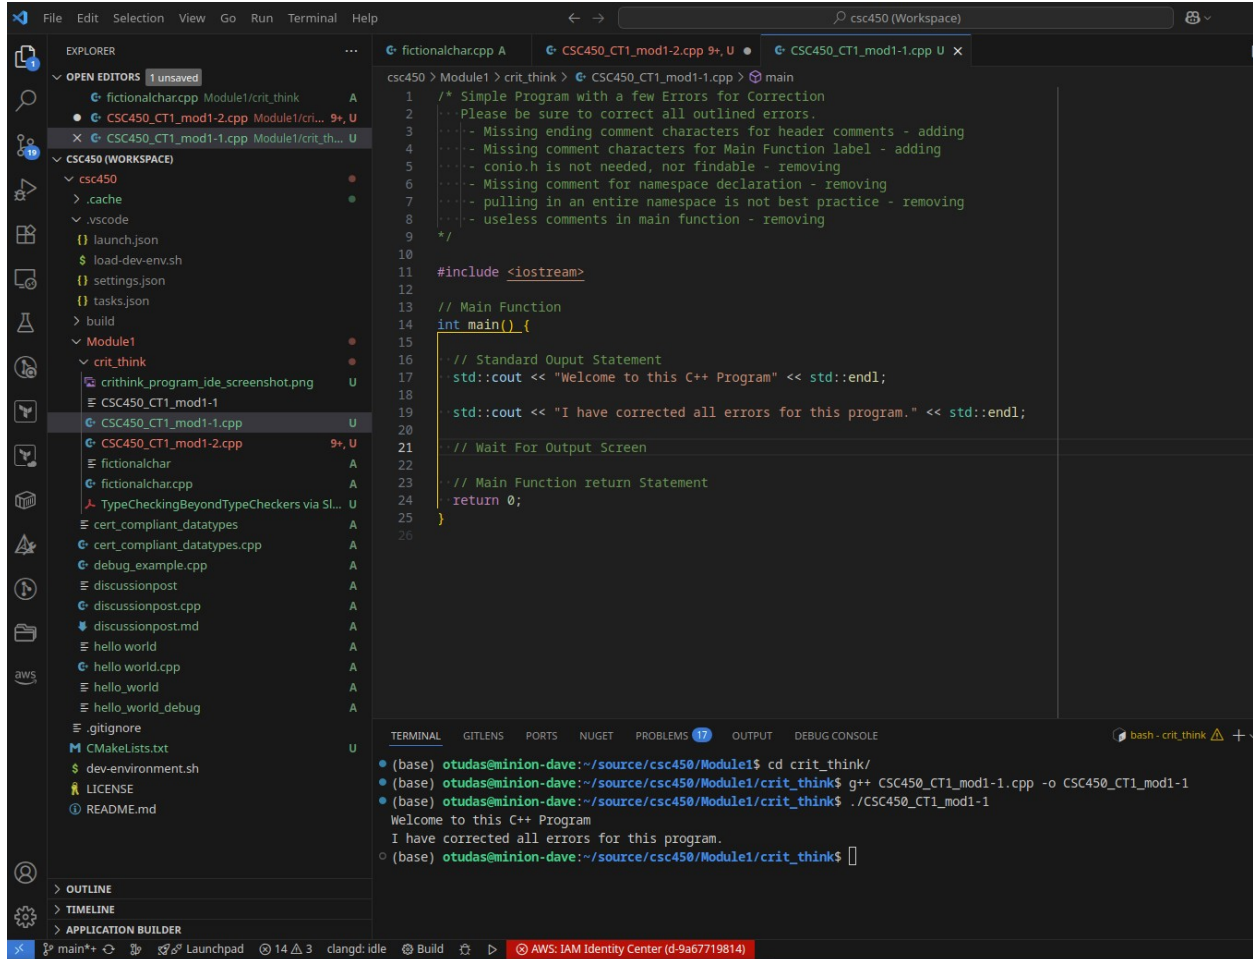 File Edit Selection View Go Run Terminal Help
csc450 (Workspace)
EXPLORER
OPEN EDITORS 1 unsaved
fictionalchar.cpp Module1/crit_think A
CSC450_CT1_mod1-2.cpp Module1/cri... 9+, U
CSC450_CT1_mod1-1.cpp Module1/crit_th... U
CSC450 (WORKSPACE)
csc450
.cache
.vscode
launch.json
load-dev-env.sh
settings.json
tasks.json
build
Module1
crit_think
crithink_program_ide_screenshot.png U
CSC450_CT1_mod1-1
CSC450_CT1_mod1-1.cpp U
CSC450_CT1_mod1-2.cpp 9+, U
fictionalchar A
fictionalchar.cpp A
TypeCheckingBeyondTypeCheckers via Sl... U
cert_compliant_datatypes A
cert_compliant_datatypes.cpp A
debug_example.cpp A
discussionpost A
discussionpost.cpp A
discussionpost.md A
hello world A
hello world.cpp A
hello_world A
hello_world_debug A
.gitignore
CMakeLists.txt U
dev-environment.sh
LICENSE
README.md
OUTLINE
TIMELINE
APPLICATION BUILDER
fictionalchar.cpp A CSC450_CT1_mod1-2.cpp 9+, U CSC450_CT1_mod1-1.cpp U
csc450 > Module1 > crit_think > CSC450_CT1_mod1-1.cpp > main
1 /* Simple Program with a few Errors for Correction
2 Please be sure to correct all outlined errors.
3 - Missing ending comment characters for header comments - adding
4 - Missing comment characters for Main Function label - adding
5 - conio.h is not needed, nor findable - removing
6 - Missing comment for namespace declaration - removing
7 - pulling in an entire namespace is not best practice - removing
8 - useless comments in main function - removing
9 */
10
11 #include <iostream>
12
13 // Main Function
14 int main() {
15
16 // Standard Ouput Statement
17 std::cout << "Welcome to this C++ Program" << std::endl;
18
19 std::cout << "I have corrected all errors for this program." << std::endl;
20
21 // Wait For Output Screen
22
23 // Main Function return Statement
24 return 0;
25 }
26
TERMINAL GITLENS PORTS NUGET PROBLEMS 17 OUTPUT DEBUG CONSOLE bash - crit_think
(base) otudas@minion-dave:~/source/csc450/Module1$ cd crit_think/
(base) otudas@minion-dave:~/source/csc450/Module1/crit_think$ g++ CSC450_CT1_mod1-1.cpp -o CSC450_CT1_mod1-1
(base) otudas@minion-dave:~/source/csc450/Module1/crit_think$ ./CSC450_CT1_mod1-1
Welcome to this C++ Program
I have corrected all errors for this program.
(base) otudas@minion-dave:~/source/csc450/Module1/crit_think$
1
19
aws
main*+ Launchpad 14 3 clangd: idle Build AWS: IAM Identity Center (d-9a67719814)